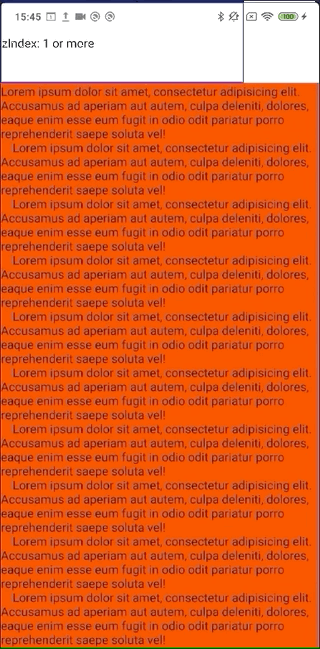 15:45
100
zIndex: 1 or more
Lorem ipsum dolor sit amet, consectetur adipisicing elit.
Accusamus ad aperiam aut autem, culpa deleniti, dolores,
eaque enim esse eum fugit in odio odit pariatur porro
reprehenderit saepe soluta vel!
Lorem ipsum dolor sit amet, consectetur adipisicing elit.
Accusamus ad aperiam aut autem, culpa deleniti, dolores,
eaque enim esse eum fugit in odio odit pariatur porro
reprehenderit saepe soluta vel!
Lorem ipsum dolor sit amet, consectetur adipisicing elit.
Accusamus ad aperiam aut autem, culpa deleniti, dolores,
eaque enim esse eum fugit in odio odit pariatur porro
reprehenderit saepe soluta vel!
Lorem ipsum dolor sit amet, consectetur adipisicing elit.
Accusamus ad aperiam aut autem, culpa deleniti, dolores,
eaque enim esse eum fugit in odio odit pariatur porro
reprehenderit saepe soluta vel!
Lorem ipsum dolor sit amet, consectetur adipisicing elit.
Accusamus ad aperiam aut autem, culpa deleniti, dolores,
eaque enim esse eum fugit in odio odit pariatur porro
reprehenderit saepe soluta vel!
Lorem ipsum dolor sit amet, consectetur adipisicing elit.
Accusamus ad aperiam aut autem, culpa deleniti, dolores,
eaque enim esse eum fugit in odio odit pariatur porro
reprehenderit saepe soluta vel!
Lorem ipsum dolor sit amet, consectetur adipisicing elit.
Accusamus ad aperiam aut autem, culpa deleniti, dolores,
eaque enim esse eum fugit in odio odit pariatur porro
reprehenderit saepe soluta vel!
Lorem ipsum dolor sit amet, consectetur adipisicing elit.
Accusamus ad aperiam aut autem, culpa deleniti, dolores,
eaque enim esse eum fugit in odio odit pariatur porro
reprehenderit saepe soluta vel!
Lorem ipsum dolor sit amet, consectetur adipisicing elit.
Accusamus ad aperiam aut autem, culpa deleniti, dolores,
eaque enim esse eum fugit in odio odit pariatur porro
reprehenderit saepe soluta vel!
Lorem ipsum dolor sit amet, consectetur adipisicing elit.
Accusamus ad aperiam aut autem, culpa deleniti, dolores,
eaque enim esse eum fugit in odio odit pariatur porro
reprehenderit saepe soluta vel!